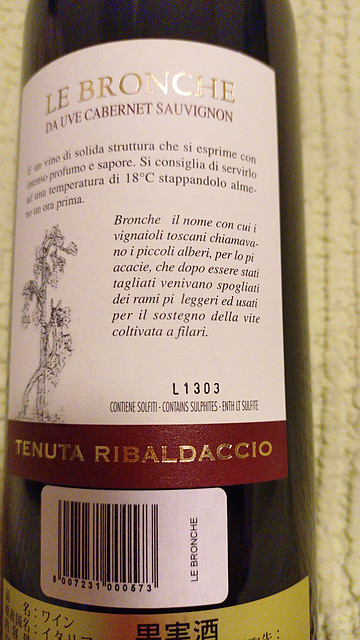 LE BRONCHE
DA UVE CABERNET SAUVIGNON
È un vino di solida struttura che si esprime con
intenso profumo e sapore. Si consiglia di servirlo
ad una temperatura di 18°C stappandolo alme-
no un ora prima.
Bronche il nome con cui i
vignaioli toscani chiamava-
no i piccoli alberi, per lo pi
acacie, che dopo essere stati
tagliati venivano spogliati
dei rami pi leggeri ed usati
per il sostegno della vite
coltivata a filari.
L1303
CONTIENE SOLFITI - CONTAINS SULPHITES - ENTH LT SULFITE
TENUTA RIBALDACCIO
LE BRONCHE
8 007231 000573
名：ワイン
名：イタリア
果実酒